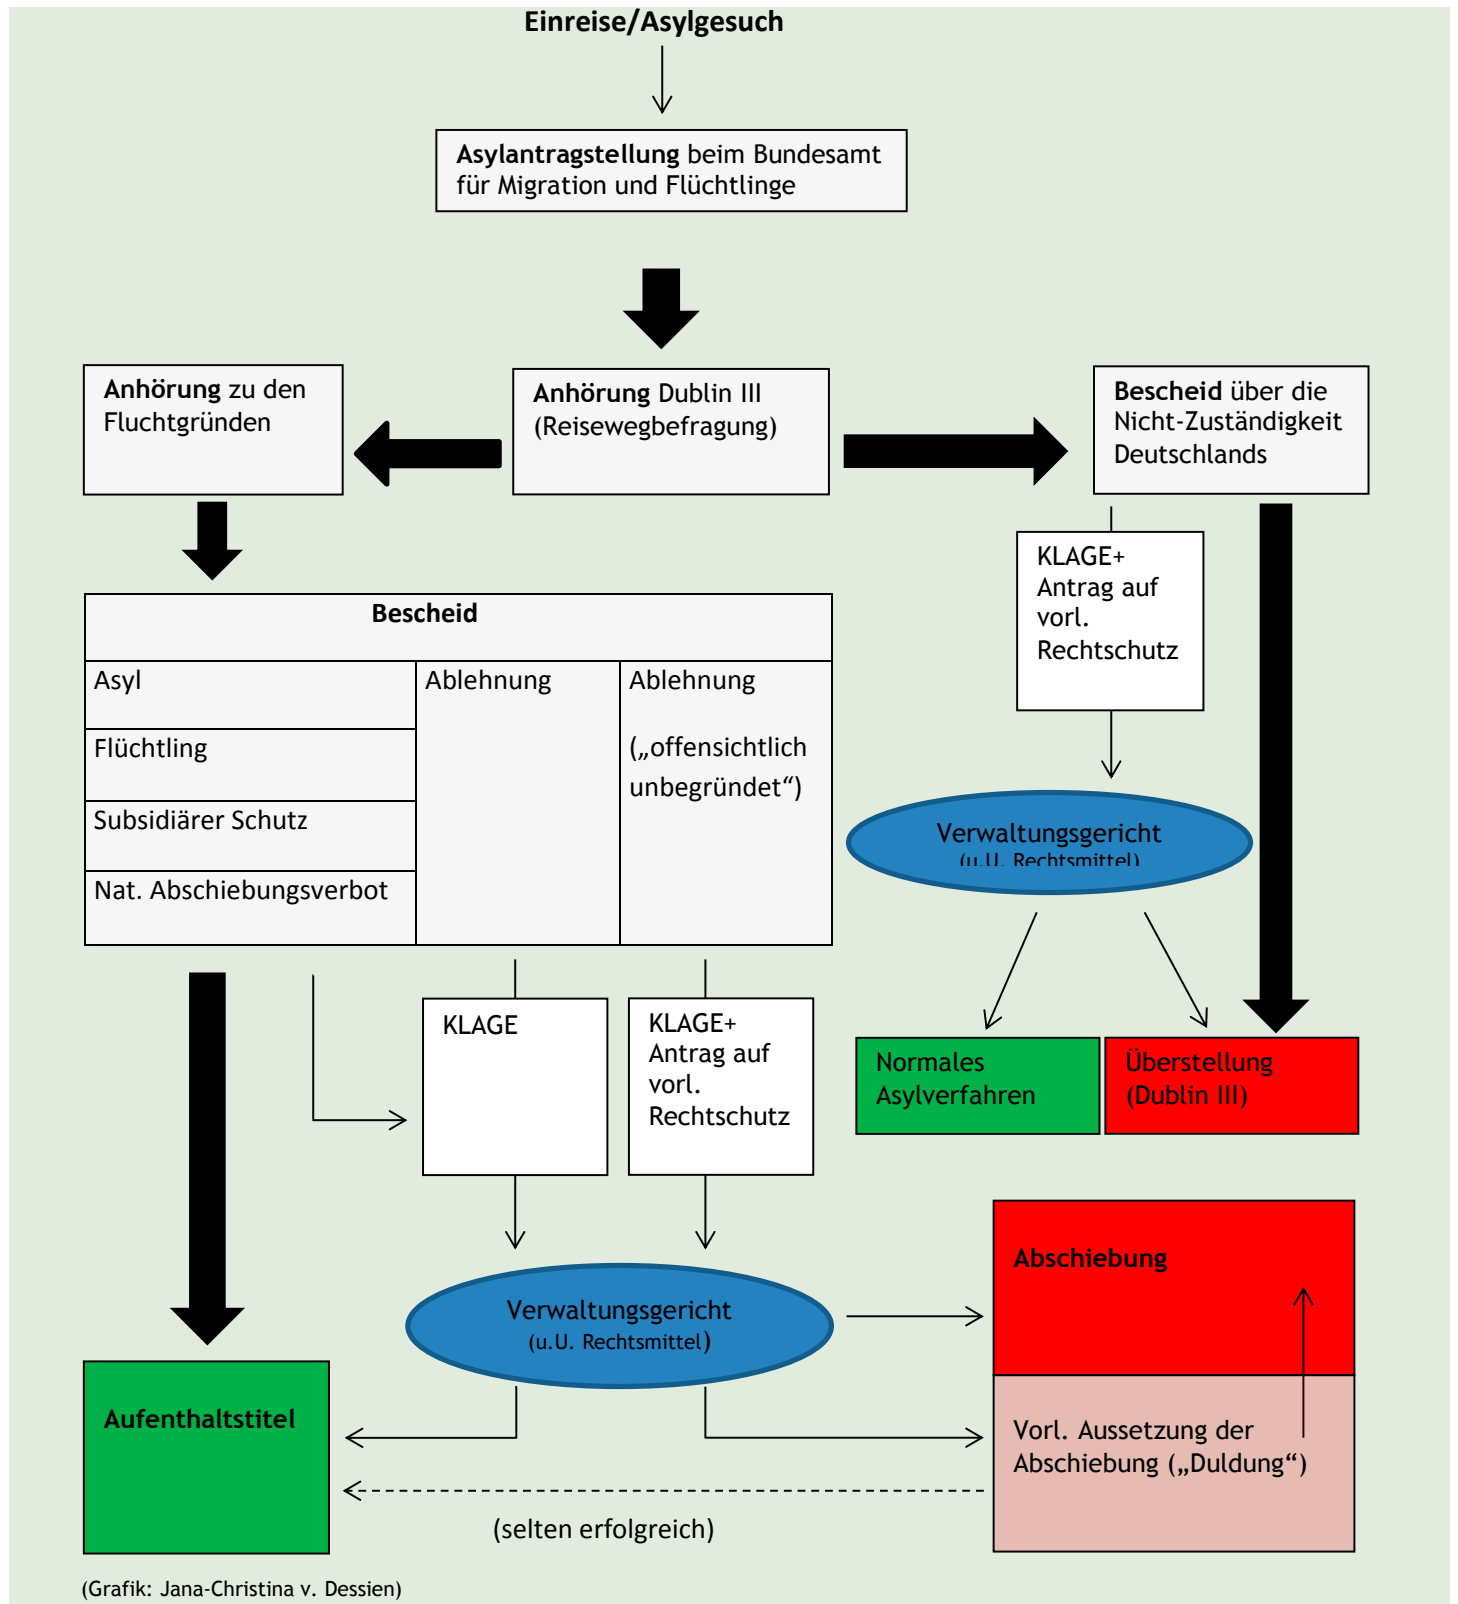 Einreise/Asylgesuch
Asylantragstellung beim Bundesamt
für Migration und Flüchtlinge
Anhörung zu den
Fluchtgründen
Anhörung Dublin III
(Reisewegbefragung)
Bescheid über die
Nicht-Zuständigkeit
Deutschlands
KLAGE+
Antrag auf
vorl.
Rechtschutz
Bescheid
Asyl
Flüchtling
Subsidiärer Schutz
Nat. Abschiebungsverbot
Ablehnung
Ablehnung
(„offensichtlich
unbegründet“)
Verwaltungsgericht
(u.U. Rechtsmittel)
Normales
Asylverfahren
Überstellung
(Dublin III)
KLAGE
KLAGE+
Antrag auf
vorl.
Rechtschutz
Verwaltungsgericht
(u.U. Rechtsmittel)
Abschiebung
Vorl. Aussetzung der
Abschiebung („Duldung“)
Aufenthaltstitel
(selten erfolgreich)
(Grafik: Jana-Christina v. Dessien)